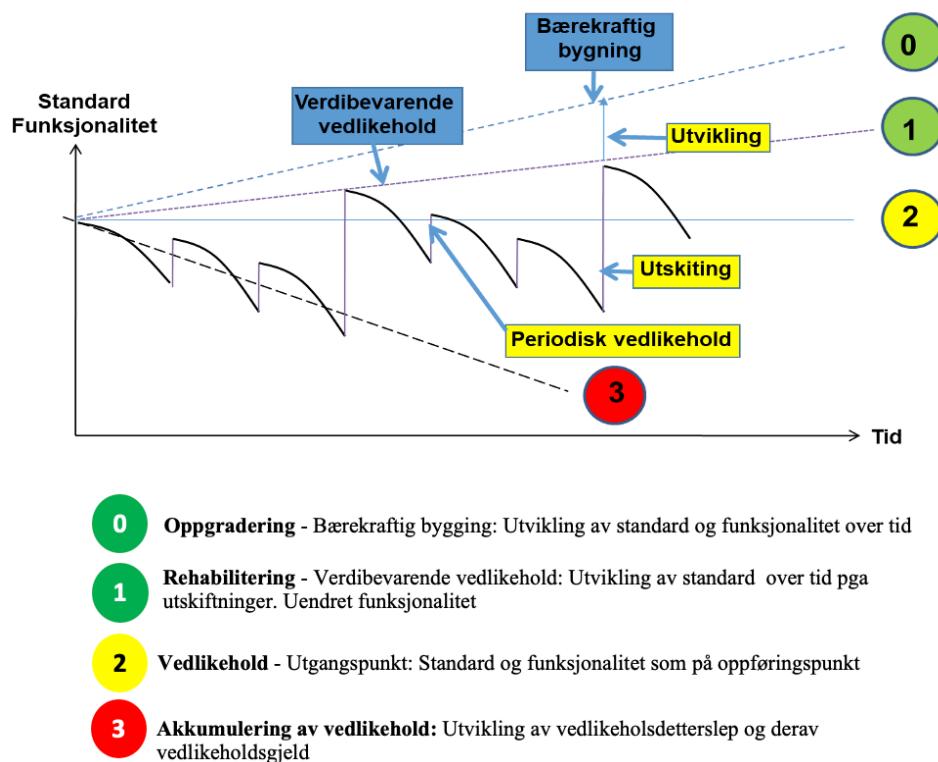 Bærekraftig
bygning
0
Standard
Funksjonalitet
Verdibevarende
vedlikehold
Utvikling
1
2
Utskiting
Periodisk vedlikehold
3
Tid
0 Oppgradering - Bærekraftig bygging: Utvikling av standard og funksjonalitet over tid
1 Rehabilitering - Verdibevarende vedlikehold: Utvikling av standard over tid pga
utskiftninger. Uendret funksjonalitet
2 Vedlikehold - Utgangspunkt: Standard og funksjonalitet som på oppføringspunkt
3 Akkumulering av vedlikehold: Utvikling av vedlikeholsdetterslep og derav
vedlikeholdsgjeld